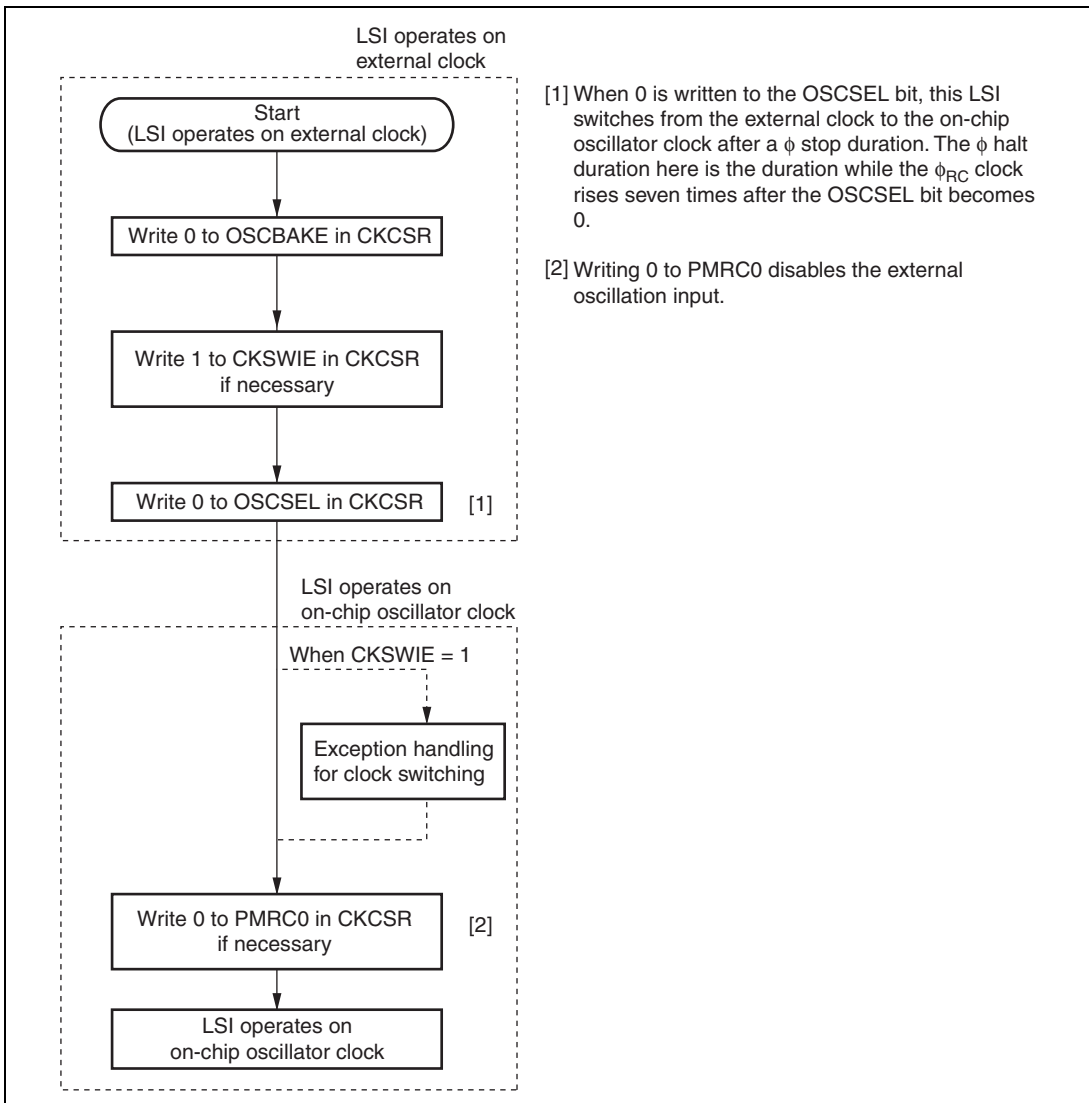 LSI operates on
external clock
Start
(LSI operates on external clock)
Write 0 to OSCBAKE in CKCSR
Write 1 to CKSWIE in CKCSR
if necessary
Write 0 to OSCSEL in CKCSR
[1]
LSI operates on
on-chip oscillator clock
When CKSWIE = 1
Exception handling
for clock switching
Write 0 to PMRC0 in CKCSR
if necessary
[2]
LSI operates on
on-chip oscillator clock
[1] When 0 is written to the OSCSEL bit, this LSI
switches from the external clock to the on-chip
oscillator clock after a ϕ stop duration. The ϕ halt
duration here is the duration while the ϕRC clock
rises seven times after the OSCSEL bit becomes
0.
[2] Writing 0 to PMRC0 disables the external
oscillation input.